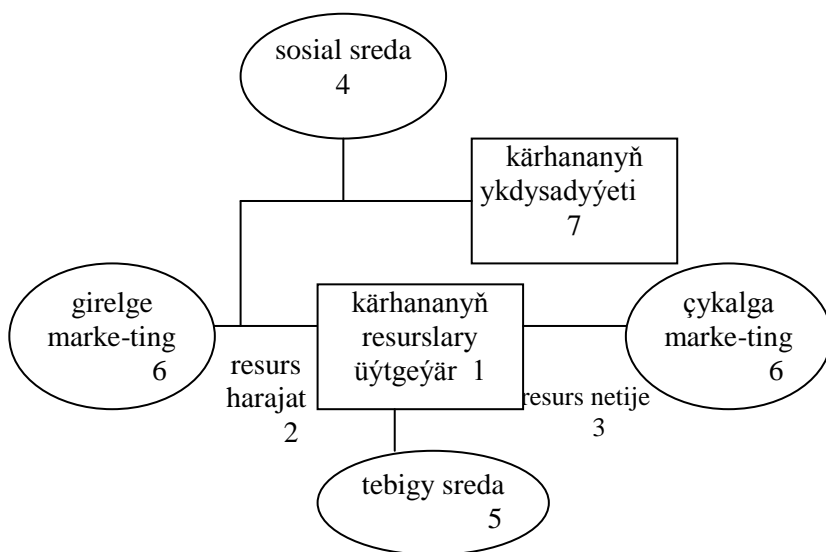 sosial sreda
4
kärhananyň
ykdysadyýeti
7
girelge
marke-ting
6
resurs
harajat
2
kärhananyň
resurslary
üýtgeýär 1
resurs netije
3
çykalga
marke-ting
6
tebigy sreda
5